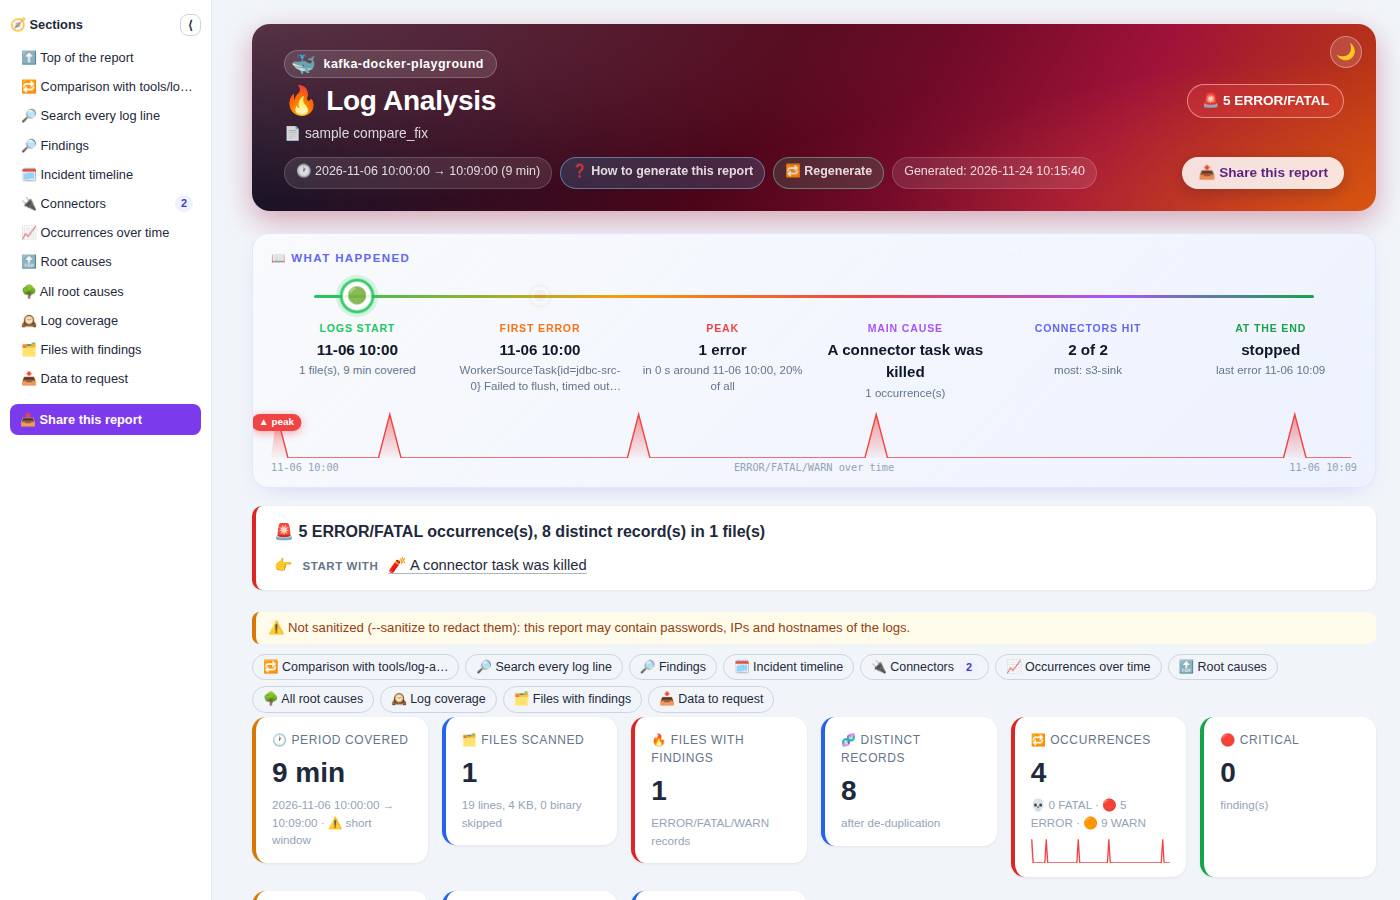 🧭 Sections
⟨
⬆️ Top of the report
🔁 Comparison with tools/lo…
🔎 Search every log line
🔎 Findings
🗓️ Incident timeline
🔌 Connectors 2
📈 Occurrences over time
🔝 Root causes
🌳 All root causes
🕰️ Log coverage
🗂️ Files with findings
📥 Data to request
📤 Share this report
🐳 kafka-docker-playground
🔥 Log Analysis
🚨 5 ERROR/FATAL
📄 sample compare_fix
🕐 2026-11-06 10:00:00 → 10:09:00 (9 min)
❓ How to generate this report
🔁 Regenerate
Generated: 2026-11-24 10:15:40
📤 Share this report
📖 WHAT HAPPENED
LOGS START
11-06 10:00
1 file(s), 9 min covered
FIRST ERROR
11-06 10:00
WorkerSourceTask{id=jdbc-src-
0} Failed to flush, timed out…
PEAK
1 error
in 0 s around 11-06 10:00, 20%
of all
MAIN CAUSE
A connector task was
killed
1 occurrence(s)
CONNECTORS HIT
2 of 2
most: s3-sink
AT THE END
stopped
last error 11-06 10:09
▲ peak
11-06 10:00
ERROR/FATAL/WARN over time
11-06 10:09
🚨 5 ERROR/FATAL occurrence(s), 8 distinct record(s) in 1 file(s)
👉 START WITH 🧨 A connector task was killed
⚠️ Not sanitized (--sanitize to redact them): this report may contain passwords, IPs and hostnames of the logs.
🔁 Comparison with tools/log-a…
🔎 Search every log line
🔎 Findings
🗓️ Incident timeline
🔌 Connectors 2
📈 Occurrences over time
🔝 Root causes
🌳 All root causes
🕰️ Log coverage
🗂️ Files with findings
📥 Data to request
🕐 PERIOD COVERED
9 min
2026-11-06 10:00:00 →
10:09:00 · ⚠️ short
window
🗂️ FILES SCANNED
1
19 lines, 4 KB, 0 binary
skipped
🔥 FILES WITH
FINDINGS
1
ERROR/FATAL/WARN
records
🧬 DISTINCT
RECORDS
8
after de-duplication
🔁 OCCURRENCES
4
💀 0 FATAL · 🔴 5
ERROR · 🟠 9 WARN
🔴 CRITICAL
0
finding(s)